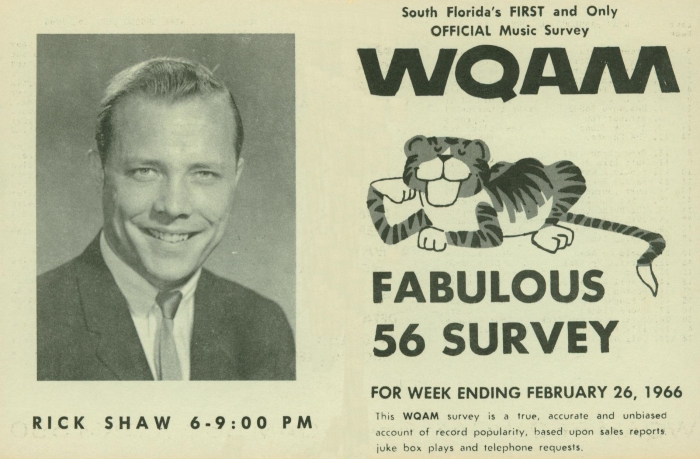 RICK SHAW 6-9:00 PM
South Florida's FIRST and Only
OFFICIAL Music Survey
WQAM
FABULOUS
56 SURVEY
FOR WEEK ENDING FEBRUARY 26, 1966
This WQAM survey is a true, accurate and unbiased
account of record popularity, based upon sales reports
juke box plays and telephone requests.